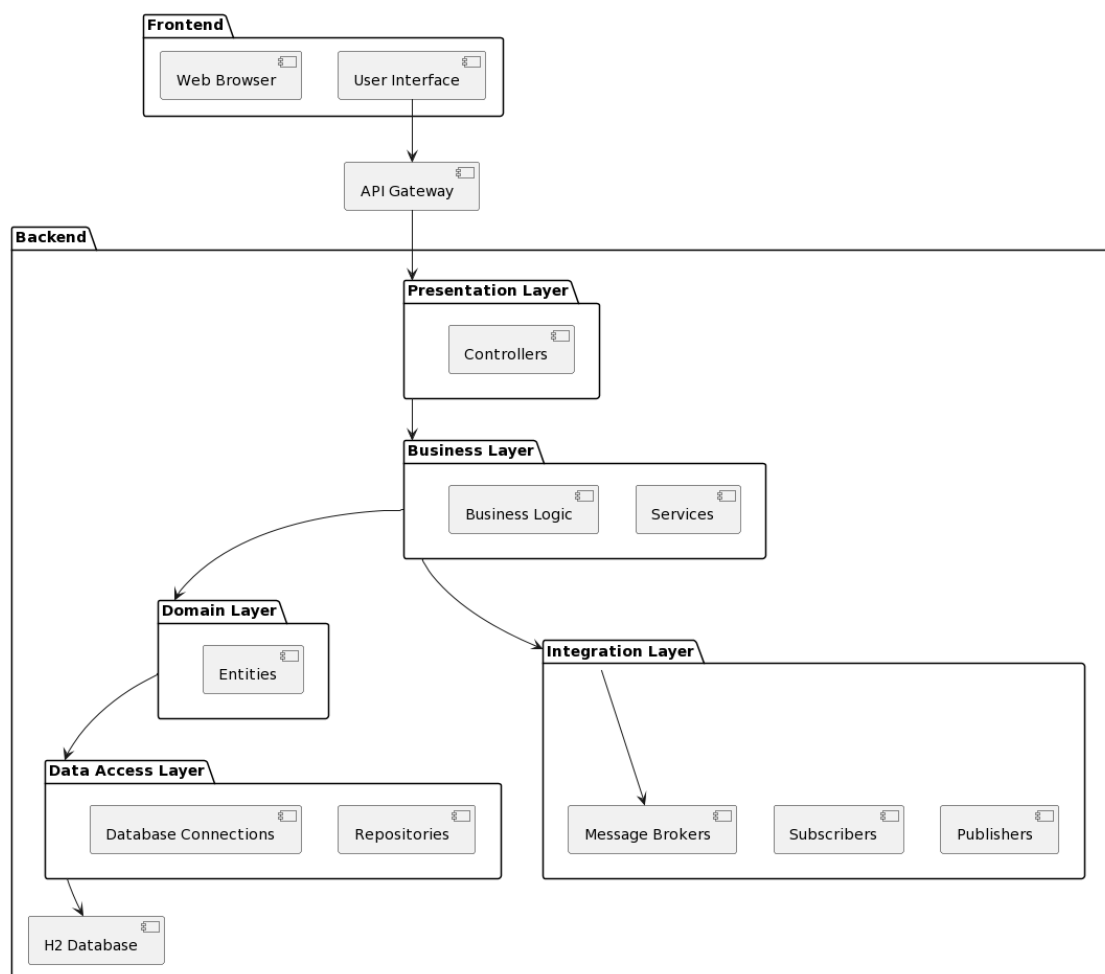 Frontend
Web Browser
User Interface
API Gateway
Backend
Presentation Layer
Controllers
Business Layer
Business Logic
Services
Domain Layer
Entities
Integration Layer
Data Access Layer
Database Connections
Repositories
Message Brokers
Subscribers
Publishers
H2 Database